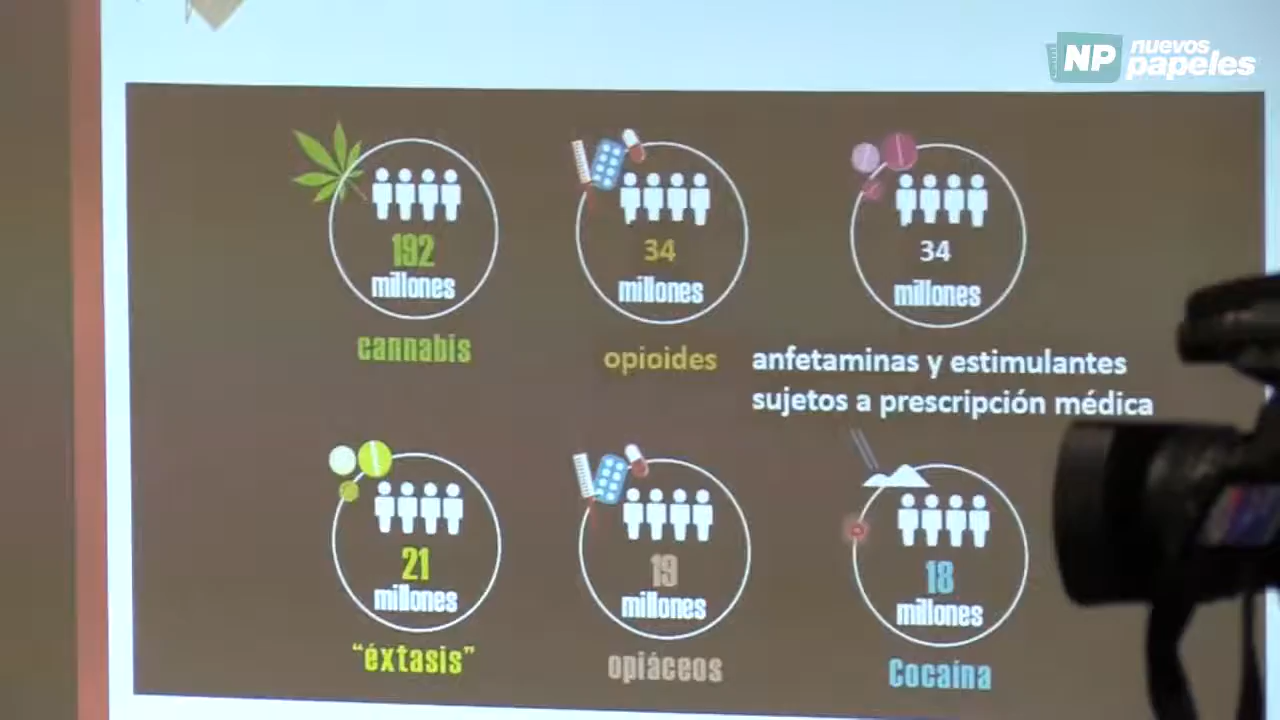 NP nuevos
papeles
192
millones
cannabis
34
millones
opioides
34
millones
anfetaminas y estimulantes
sujetos a prescripción médica
21
millones
“éxtasis”
19
millones
opiáceos
18
millones
Cocaína